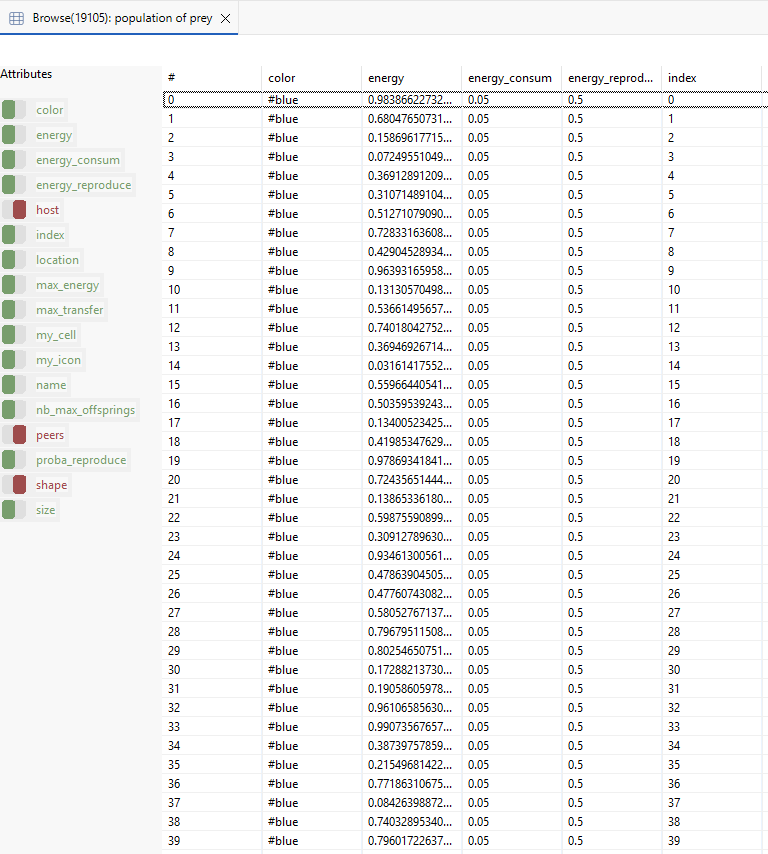 Browse(19105): population of prey
Attributes
color
energy
energy_consum
energy_reproduce
host
index
location
max_energy
max_transfer
my_cell
my_icon
name
nb_max_offsprings
peers
proba_reproduce
shape
size
# color energy energy_consum energy_reprod... index
0 #blue 0.98386622732... 0.05 0.5 0
1 #blue 0.68047650731... 0.05 0.5 1
2 #blue 0.15869617715... 0.05 0.5 2
3 #blue 0.07249551049... 0.05 0.5 3
4 #blue 0.36912891209... 0.05 0.5 4
5 #blue 0.31071489104... 0.05 0.5 5
6 #blue 0.51271079090... 0.05 0.5 6
7 #blue 0.72833163608... 0.05 0.5 7
8 #blue 0.42904528934... 0.05 0.5 8
9 #blue 0.96393165958... 0.05 0.5 9
10 #blue 0.13130570498... 0.05 0.5 10
11 #blue 0.53661495657... 0.05 0.5 11
12 #blue 0.74018042752... 0.05 0.5 12
13 #blue 0.36946926714... 0.05 0.5 13
14 #blue 0.03161417552... 0.05 0.5 14
15 #blue 0.55966440541... 0.05 0.5 15
16 #blue 0.50359539243... 0.05 0.5 16
17 #blue 0.13400523425... 0.05 0.5 17
18 #blue 0.41985347629... 0.05 0.5 18
19 #blue 0.97869341841... 0.05 0.5 19
20 #blue 0.72435651444... 0.05 0.5 20
21 #blue 0.13865336180... 0.05 0.5 21
22 #blue 0.59875590899... 0.05 0.5 22
23 #blue 0.30912789630... 0.05 0.5 23
24 #blue 0.93461300561... 0.05 0.5 24
25 #blue 0.47863904505... 0.05 0.5 25
26 #blue 0.47760743082... 0.05 0.5 26
27 #blue 0.58052767137... 0.05 0.5 27
28 #blue 0.79679511508... 0.05 0.5 28
29 #blue 0.80254650751... 0.05 0.5 29
30 #blue 0.17288213730... 0.05 0.5 30
31 #blue 0.19058605978... 0.05 0.5 31
32 #blue 0.96106585630... 0.05 0.5 32
33 #blue 0.99073567657... 0.05 0.5 33
34 #blue 0.38739757859... 0.05 0.5 34
35 #blue 0.21549681422... 0.05 0.5 35
36 #blue 0.77186310675... 0.05 0.5 36
37 #blue 0.08426398872... 0.05 0.5 37
38 #blue 0.74032895340... 0.05 0.5 38
39 #blue 0.79601722637... 0.05 0.5 39